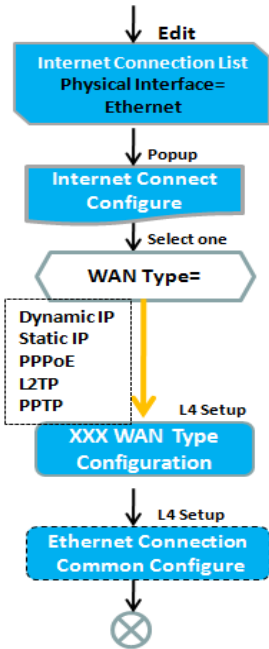 Edit
Internet Connection List
Physical Interface=
Ethernet
Popup
Internet Connect
Configure
Select one
WAN Type=
Dynamic IP
Static IP
PPPoE
L2TP
PPTP
L4 Setup
XXX WAN Type
Configuration
L4 Setup
Ethernet Connection
Common Configure